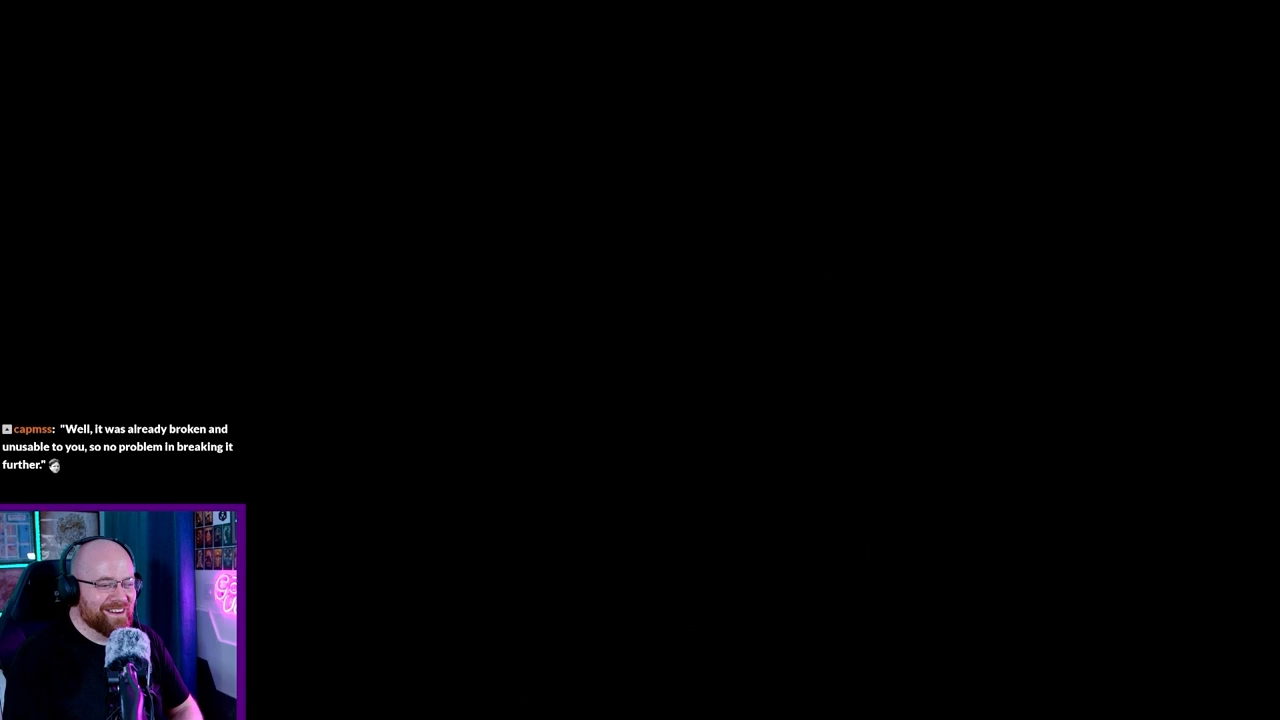 capmss: "Well, it was already broken and
unusable to you, so no problem in breaking it
further."